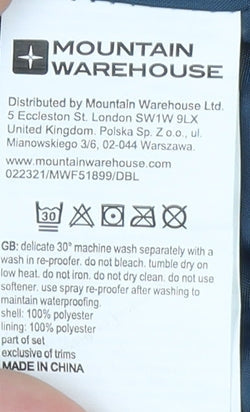 MOUNTAIN
WAREHOUSE
Distributed by Mountain Warehouse Ltd.
5 Eccleston St. London SW1W 9LX
United Kingdom. Polska Sp. Z o.o., ul.
Mianowskiego 3/6, 02-044 Warszawa.
www.mountainwarehouse.com
022321/MWF51899/DBL
30
GB: delicate 30° machine wash separately with a
wash in re-proofer. do not bleach. tumble dry on
low heat. do not iron. do not dry clean. do not use
softener. use spray re-proofer after washing to
maintain waterproofing.
shell: 100% polyester
lining: 100% polyester
part of set
exclusive of trims
MADE IN CHINA